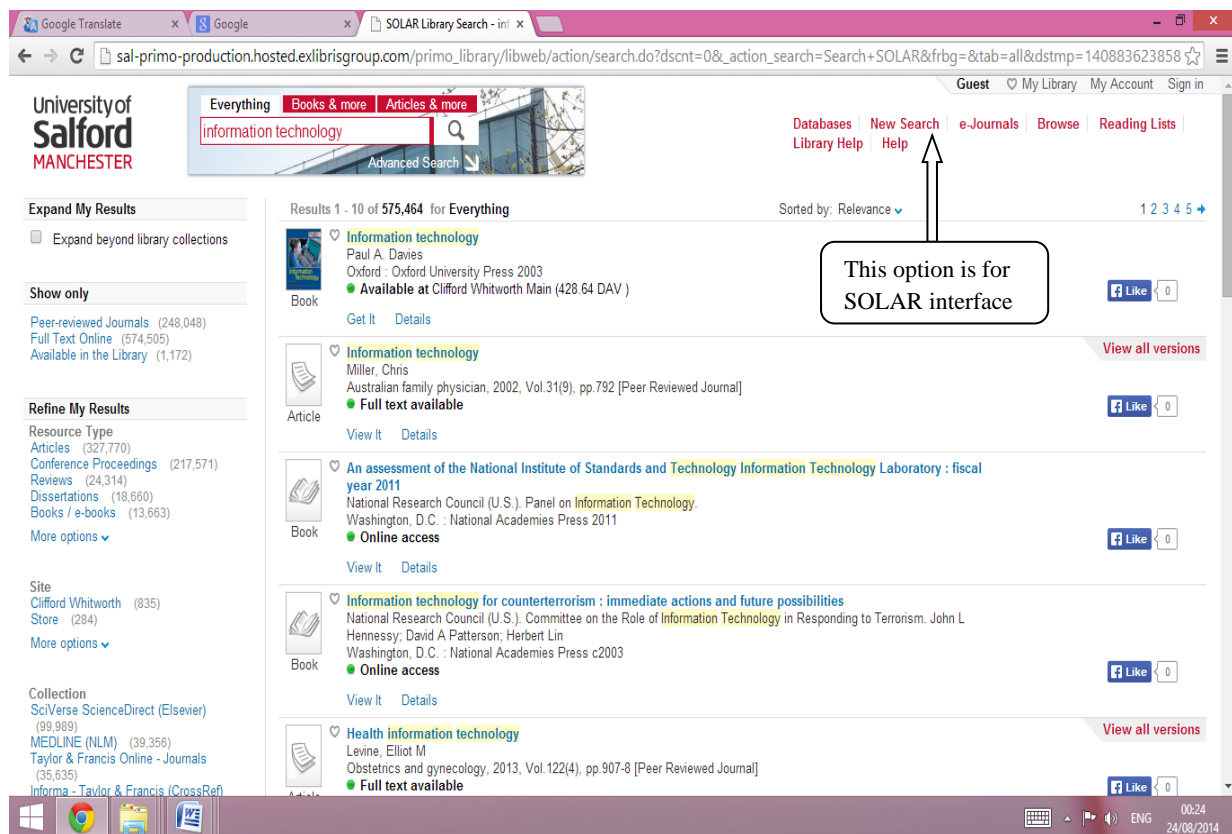 Google Translate
Google
SOLAR Library Search - inf
sal-primo-production.hosted.exlibrisgroup.com/primo_library/libweb/action/search.do?dscnt=0&_action_search=Search+SOLAR&frbg=&tab=all&dstmp=140883623858
Guest My Library My Account Sign in
University of
Salford
MANCHESTER
Everything Books & more Articles & more
information technology
Advanced Search
Databases New Search e-Journals Browse Reading Lists
Library Help Help
Expand My Results
Expand beyond library collections
Show only
Peer-reviewed Journals (248,048)
Full Text Online (574,505)
Available in the Library (1,172)
Refine My Results
Resource Type
Articles (327,770)
Conference Proceedings (217,571)
Reviews (24,314)
Dissertations (18,660)
Books / e-books (13,663)
More options
Site
Clifford Whitworth (835)
Store (284)
More options
Collection
SciVerse ScienceDirect (Elsevier)
(99,989)
MEDLINE (NLM) (39,356)
Taylor & Francis Online - Journals
(35,635)
Informa - Taylor & Francis (CrossRef)
Results 1 - 10 of 575,464 for Everything
Sorted by: Relevance
1 2 3 4 5
This option is for
SOLAR interface
Information technology
Paul A. Davies
Oxford : Oxford University Press 2003
Available at Clifford Whitworth Main (428.64 DAV )
Book
Get It Details
Like 0
Information technology
View all versions
Miller, Chris
Australian family physician, 2002, Vol.31(9), pp.792 [Peer Reviewed Journal]
Full text available
Article
View It Details
Like 0
An assessment of the National Institute of Standards and Technology Information Technology Laboratory : fiscal
year 2011
National Research Council (U.S.). Panel on Information Technology.
Washington, D.C. : National Academies Press 2011
Book
Online access
View It Details
Like 0
Information technology for counterterrorism : immediate actions and future possibilities
National Research Council (U.S.). Committee on the Role of Information Technology in Responding to Terrorism. John L
Hennessy; David A Patterson; Herbert Lin
Washington, D.C. : National Academies Press c2003
Book
Online access
View It Details
Like 0
Health information technology
View all versions
Levine, Elliot M
Obstetrics and gynecology, 2013, Vol.122(4), pp.907-8 [Peer Reviewed Journal]
Full text available
Like 0
ENG
00:24
24/08/2014